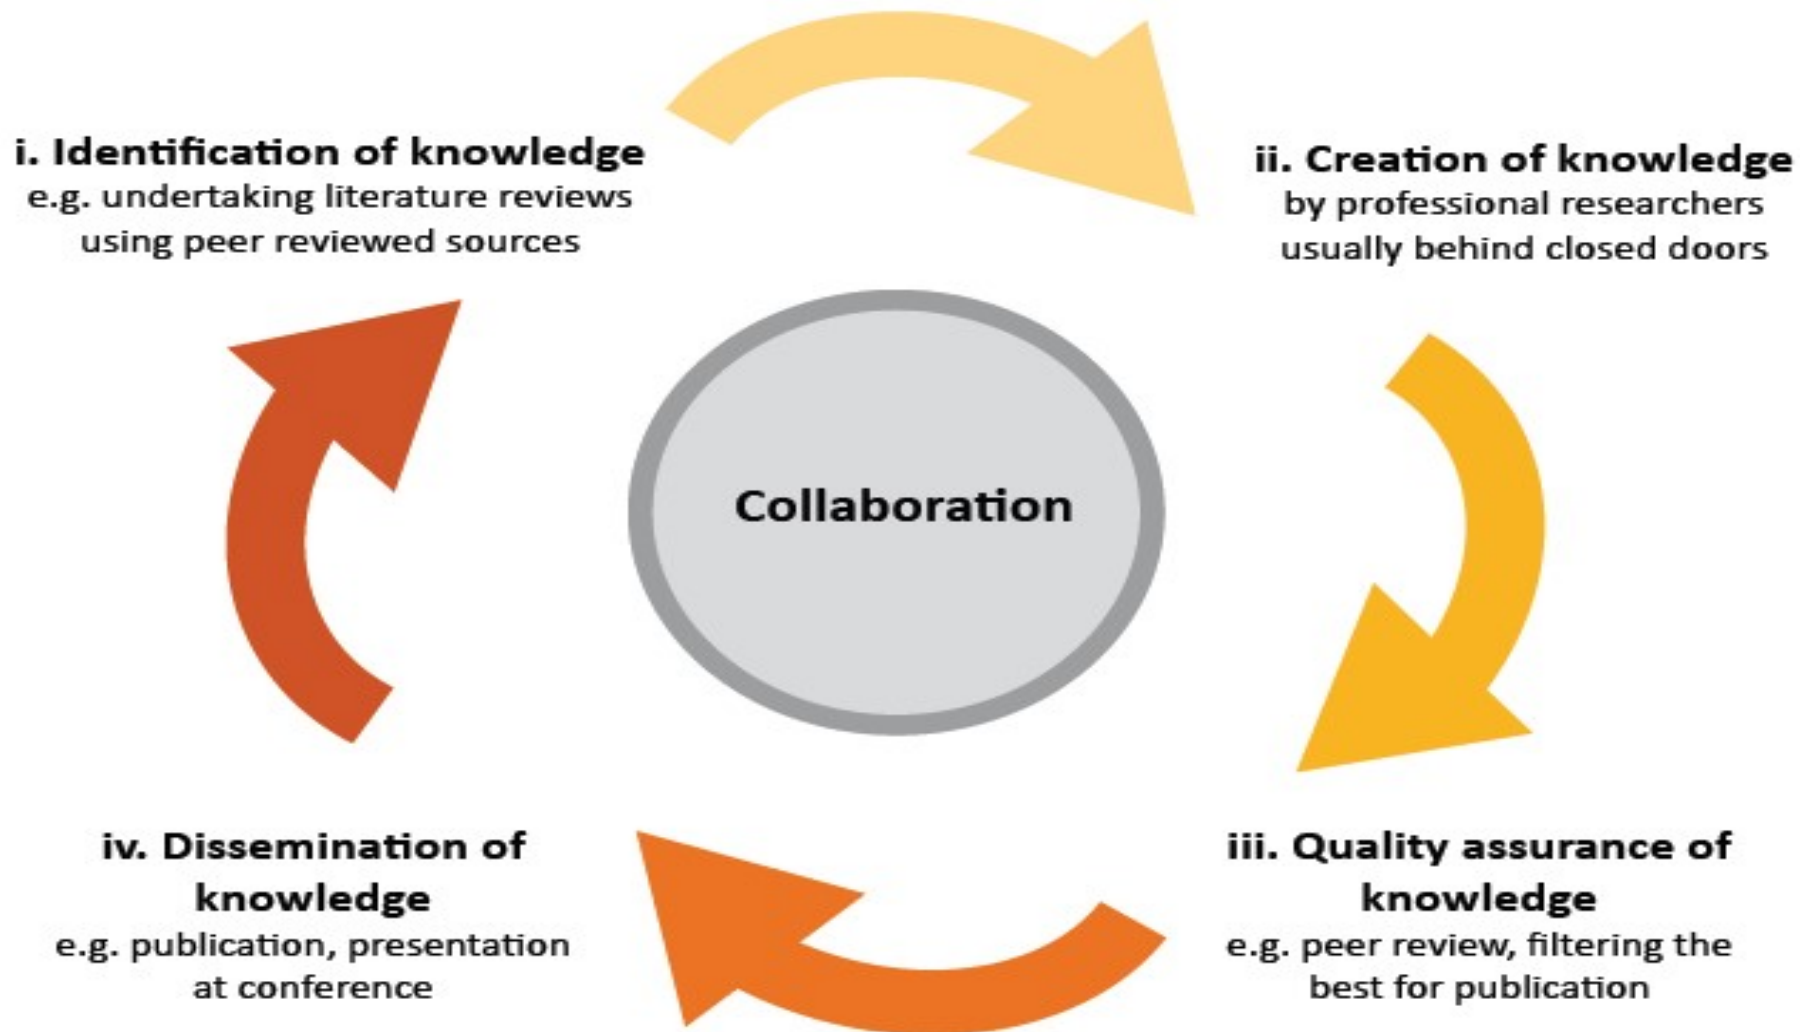 i. Identification of knowledge
e.g. undertaking literature reviews
using peer reviewed sources
ii. Creation of knowledge
by professional researchers
usually behind closed doors
Collaboration
iv. Dissemination of
knowledge
e.g. publication, presentation
at conference
iii. Quality assurance of
knowledge
e.g. peer review, filtering the
best for publication